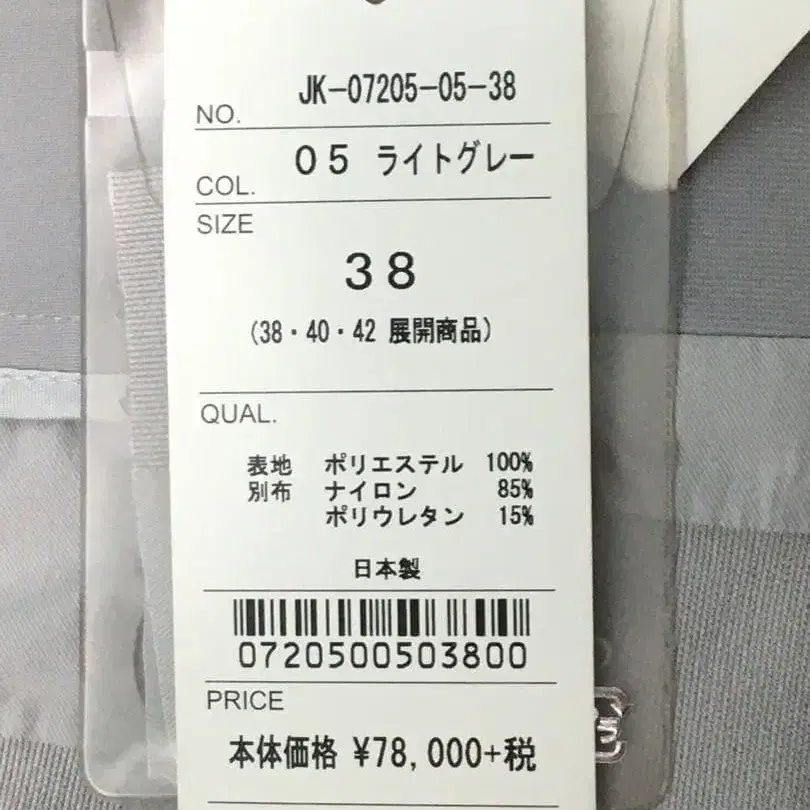 NO. JK-07205-05-38
COL. 05 ライトグレー
SIZE
38
(38・40・42 展開商品)
QUAL.
表地 ポリエステル 100%
別布 ナイロン 85%
ポリウレタン 15%
日本製
0720500503800
PRICE
本体価格 ¥78,000+税